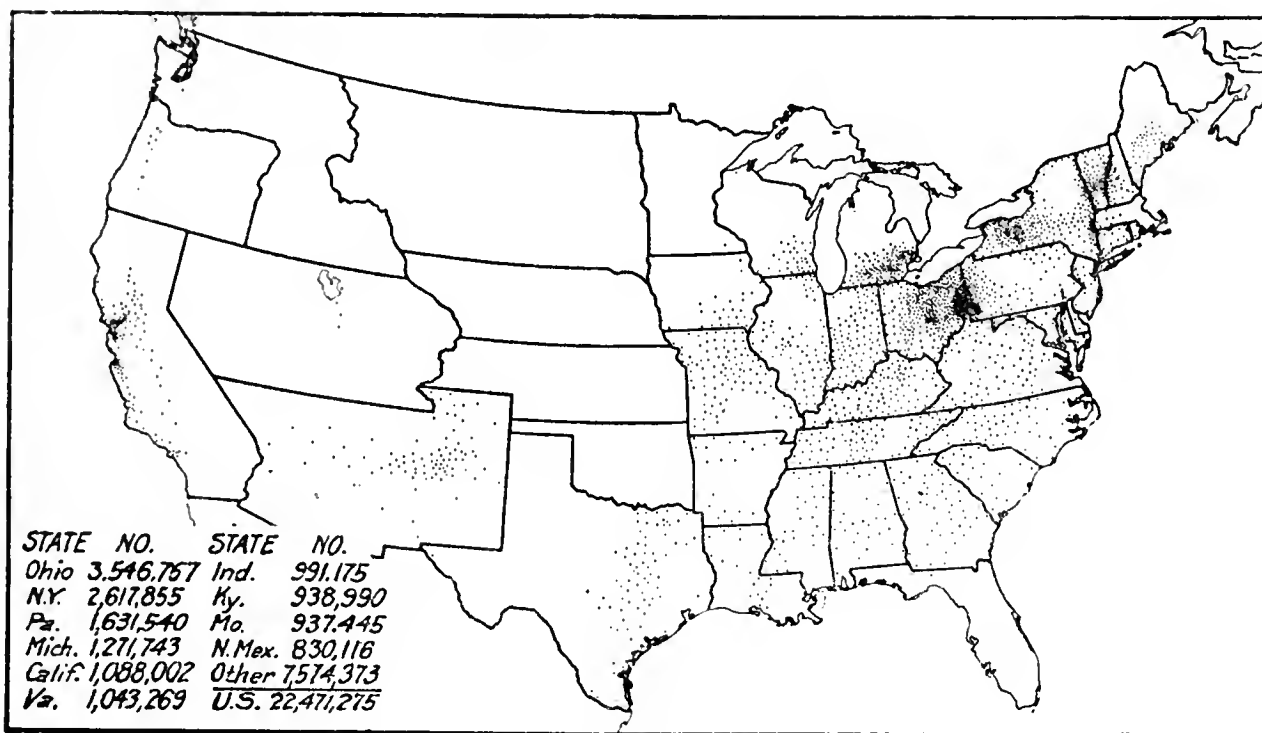 STATE NO. STATE NO.
Ohio 3.546.767 Ind. 991.175
N.Y. 2,617,855 Ky. 938,990
Pa. 1,631,540 Mo. 937.445
Mich. 1,271,743 N.Mex. 830,116
Calif. 1,088,002 Other 7,574,373
Va. 1,043,269 U.S. 22,471,275